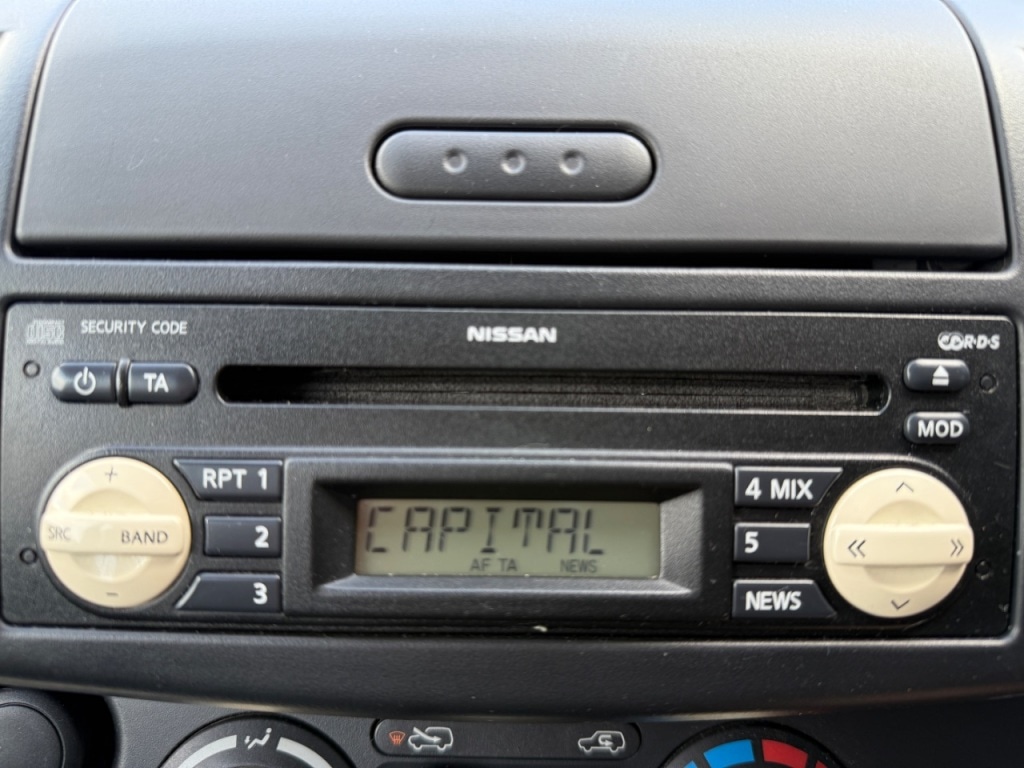 SECURITY CODE
NISSAN
R·D·S
TA
MOD
RPT 1
4 MIX
SRC
BAND
2
CAPITAL
5
AF TA
NEWS
3
NEWS